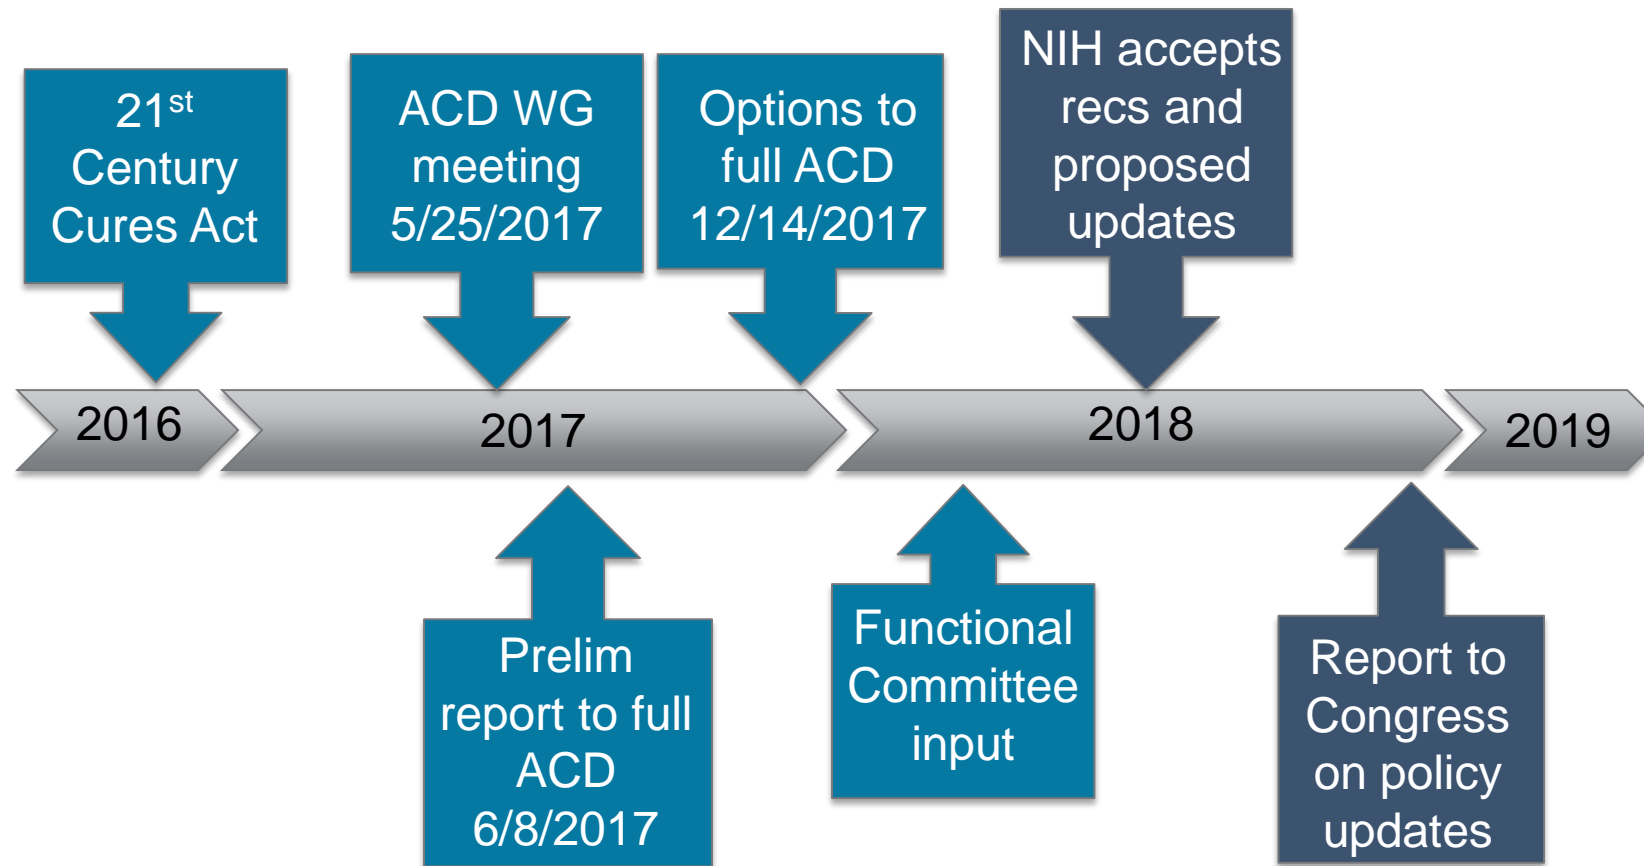 21st
Century
Cures Act
ACD WG
meeting
5/25/2017
Options to
full ACD
12/14/2017
NIH accepts
recs and
proposed
updates
2016
2017
2018
2019
Prelim
report to full
ACD
6/8/2017
Functional
Committee
input
Report to
Congress
on policy
updates